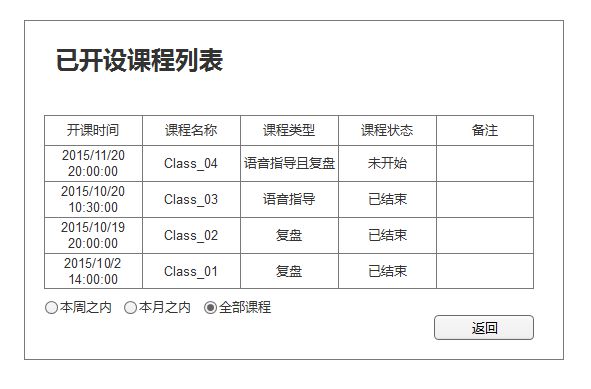 已开设课程列表
开课时间 课程名称 课程类型 课程状态 备注
2015/11/20 20:00:00 Class_04 语音指导且复盘 未开始
2015/10/20 10:30:00 Class_03 语音指导 已结束
2015/10/19 20:00:00 Class_02 复盘 已结束
2015/10/2 14:00:00 Class_01 复盘 已结束
本周之内 本月之内 全部课程
返回